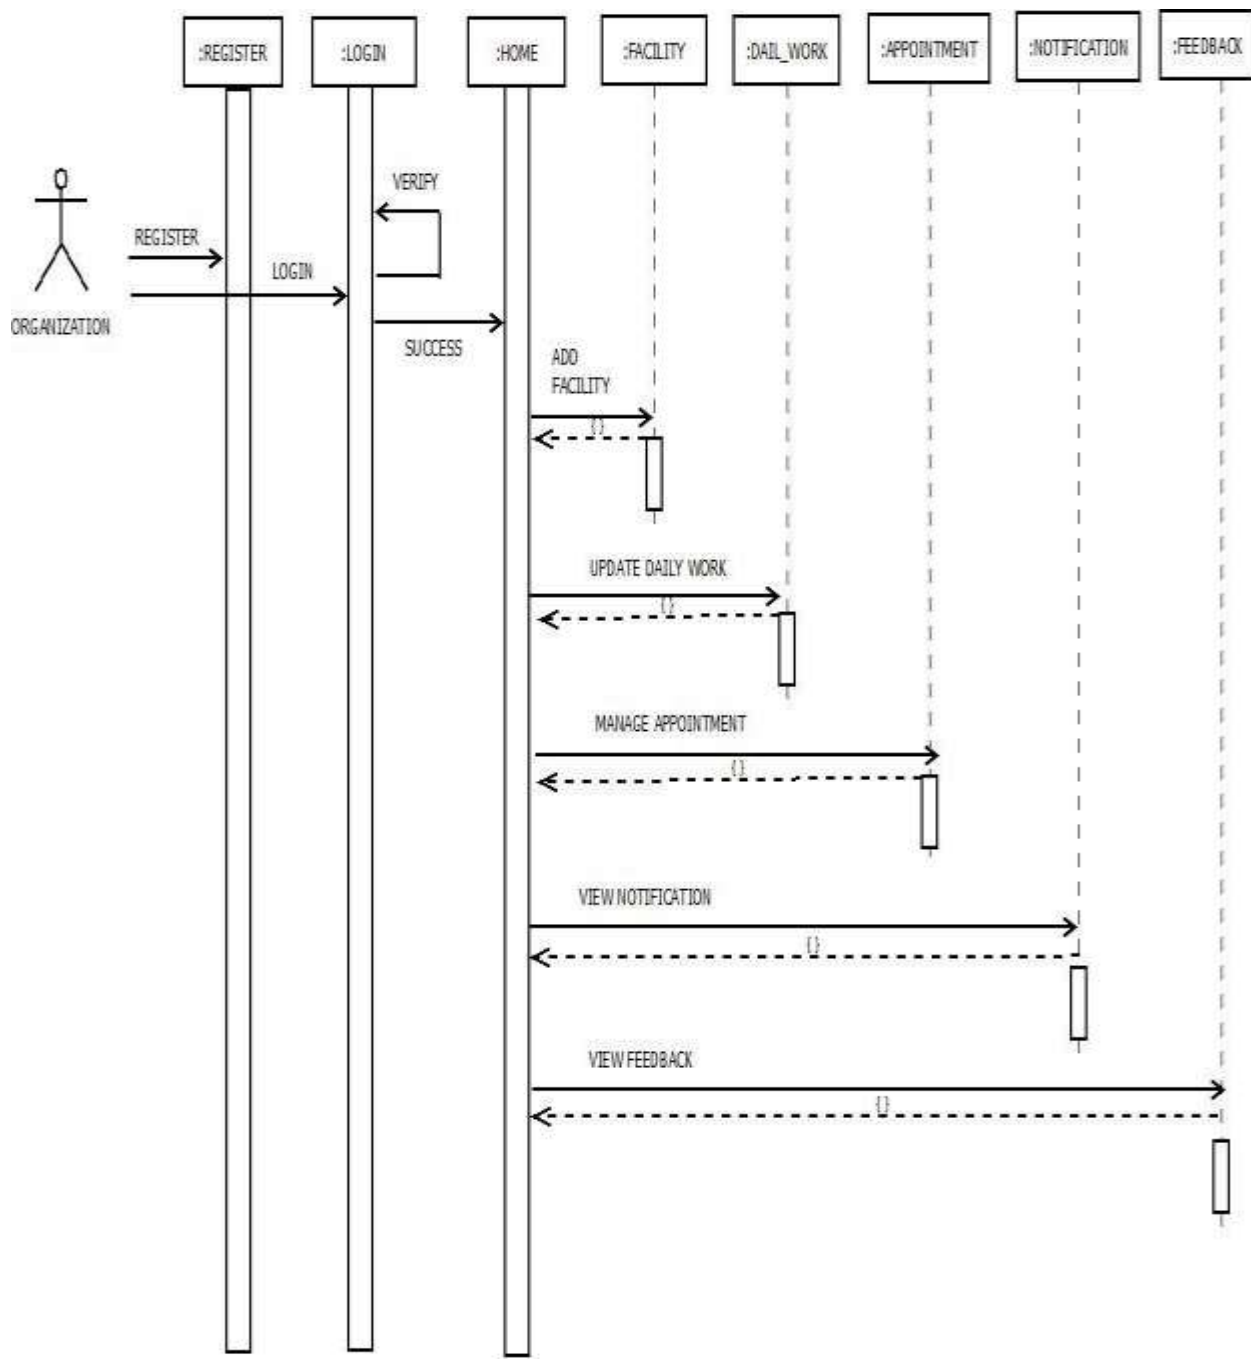 :REGISTER
:LOGIN
:HOME
:FACILITY
:DAIL_WORK
:APPOINTMENT
:NOTIFICATION
:FEEDBACK
VERIFY
REGISTER
LOGIN
ORGANIZATION
SUCCESS
ADD
FACILITY
{}
UPDATE DAILY WORK
{}
MANAGE APPOINTMENT
{}
VIEW NOTIFICATION
{}
VIEW FEEDBACK
{}